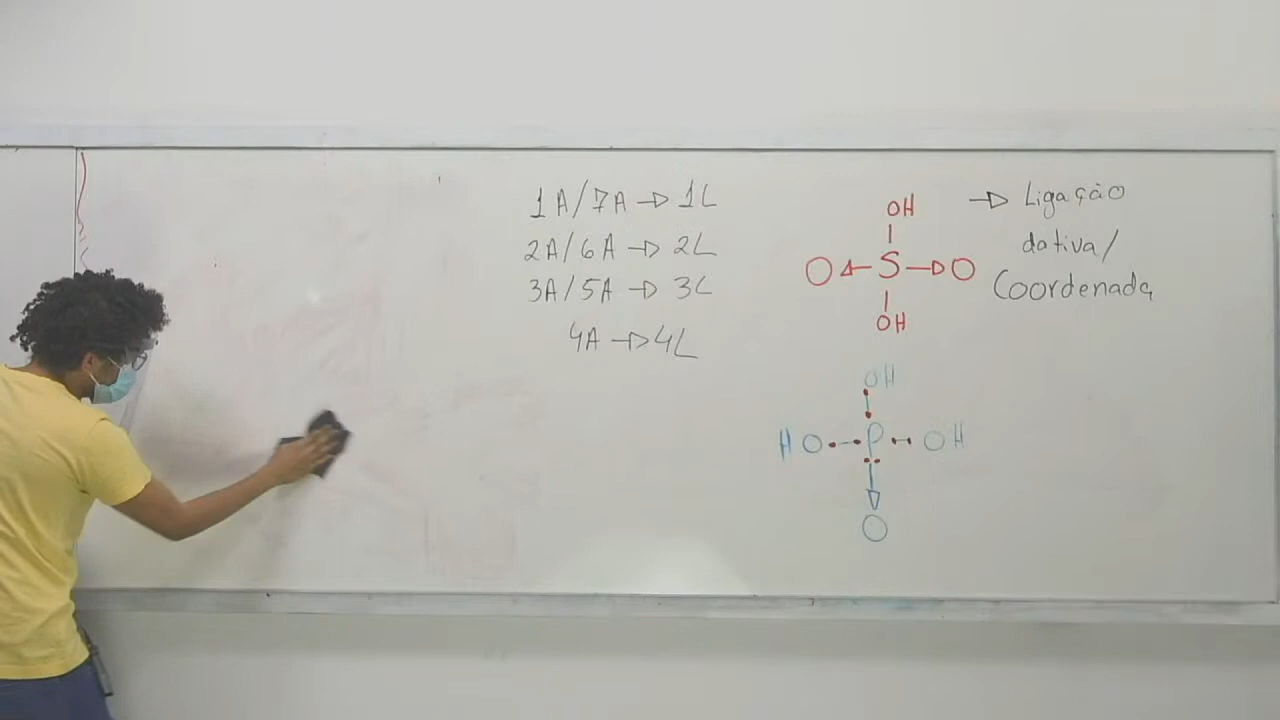 1A/7A → 1L
2A/6A → 2L
3A/5A → 3L
4A → 4L
OH
O ← S → O
OH
→ Ligação
dativa/
Coordenada
OH
HO P OH
O